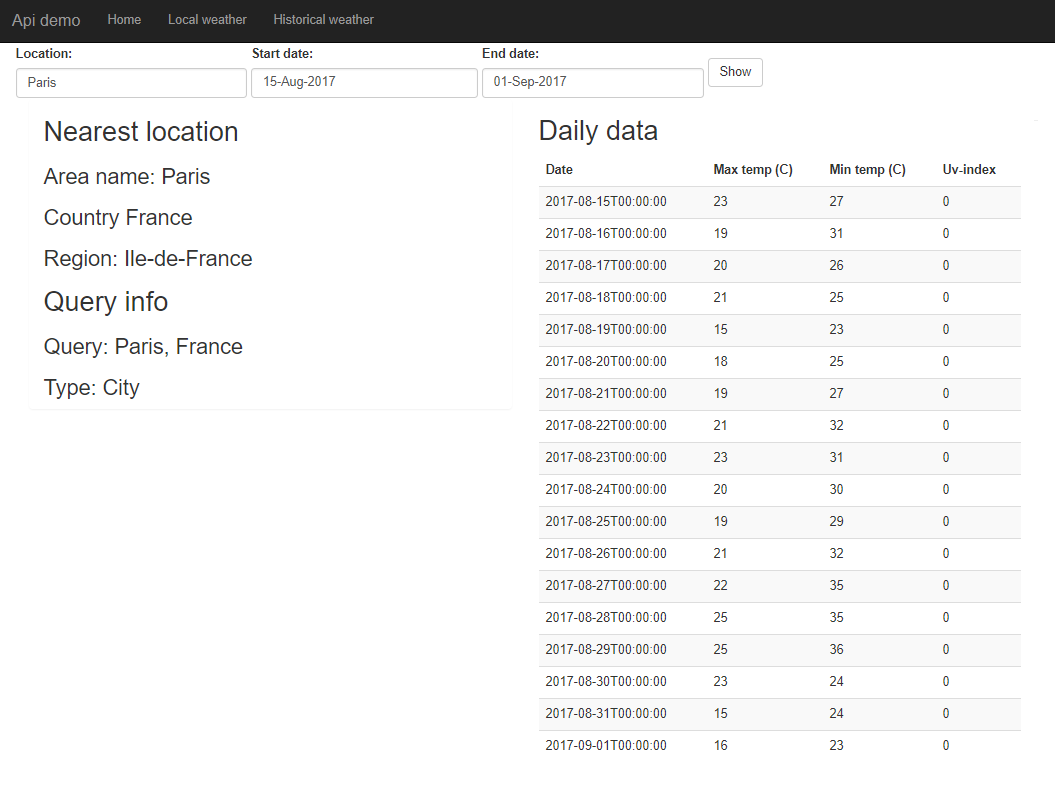 Api demo Home Local weather Historical weather
Location: Start date: End date:
Paris 15-Aug-2017 01-Sep-2017 Show
Nearest location
Area name: Paris
Country France
Region: Ile-de-France
Query info
Query: Paris, France
Type: City
Daily data
Date Max temp (C) Min temp (C) Uv-index
2017-08-15T00:00:00 23 27 0
2017-08-16T00:00:00 19 31 0
2017-08-17T00:00:00 20 26 0
2017-08-18T00:00:00 21 25 0
2017-08-19T00:00:00 15 23 0
2017-08-20T00:00:00 18 25 0
2017-08-21T00:00:00 19 27 0
2017-08-22T00:00:00 21 32 0
2017-08-23T00:00:00 23 31 0
2017-08-24T00:00:00 20 30 0
2017-08-25T00:00:00 19 29 0
2017-08-26T00:00:00 21 32 0
2017-08-27T00:00:00 22 35 0
2017-08-28T00:00:00 25 35 0
2017-08-29T00:00:00 25 36 0
2017-08-30T00:00:00 23 24 0
2017-08-31T00:00:00 15 24 0
2017-09-01T00:00:00 16 23 0